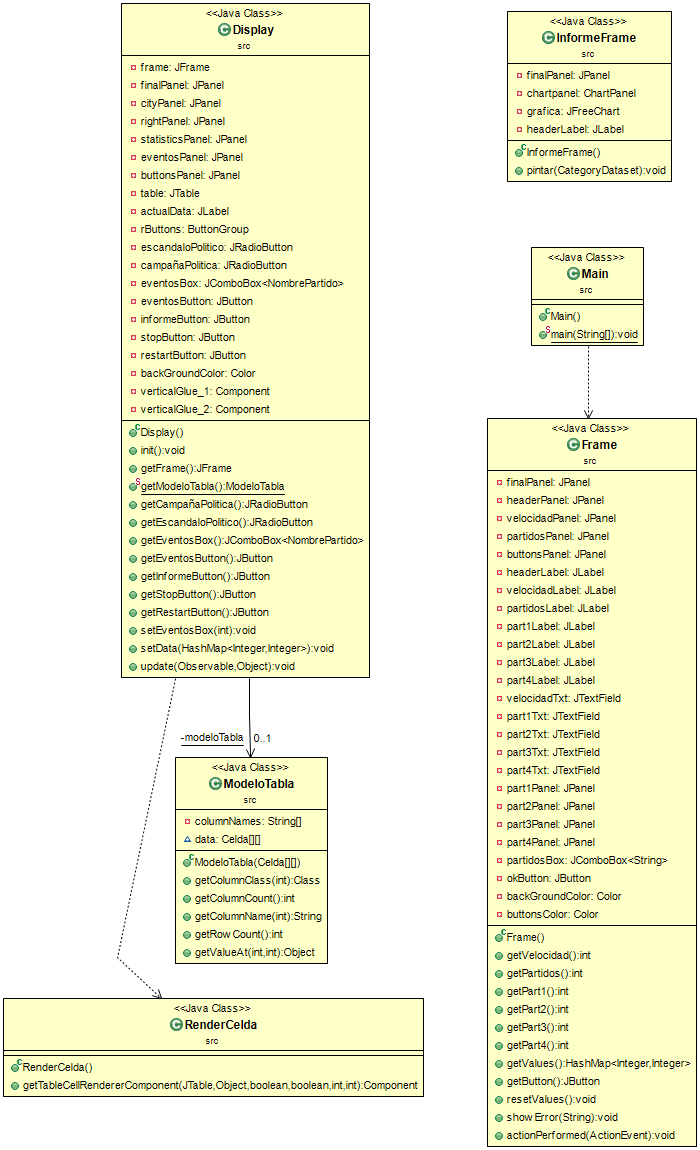 <<Java Class>>
Display
src
frame: JFrame
finalPanel: JPanel
cityPanel: JPanel
rightPanel: JPanel
statisticsPanel: JPanel
eventosPanel: JPanel
buttonsPanel: JPanel
table: JTable
actualData: JLabel
rButtons: ButtonGroup
escandaloPolitico: JRadioButton
campañaPolitica: JRadioButton
eventosBox: JComboBox<NombrePartido>
eventosButton: JButton
informeButton: JButton
stopButton: JButton
restartButton: JButton
backGroundColor: Color
verticalGlue_1: Component
verticalGlue_2: Component
Display()
init():void
getFrame():JFrame
getModeloTabla():ModeloTabla
getCampañaPolitica():JRadioButton
getEscandaloPolitico():JRadioButton
getEventosBox():JComboBox<NombrePartido>
getEventosButton():JButton
getInformeButton():JButton
getStopButton():JButton
getRestartButton():JButton
setEventosBox(int):void
setData(HashMap<Integer,Integer>):void
update(Observable,Object):void
-modeloTabla
0..1
<<Java Class>>
ModeloTabla
src
columnNames: String[]
data: Celda[][]
ModeloTabla(Celda[][])
getColumnClass(int):Class
getColumnCount():int
getColumnName(int):String
getRowCount():int
getValueAt(int,int):Object
<<Java Class>>
RenderCelda
src
RenderCelda()
getTableCellRendererComponent(JTable,Object,boolean,boolean,int,int):Component
<<Java Class>>
InformeFrame
src
finalPanel: JPanel
chartpanel: ChartPanel
grafica: JFreeChart
headerLabel: JLabel
InformeFrame()
pintar(CategoryDataset):void
<<Java Class>>
Main
src
Main()
main(String[]):void
<<Java Class>>
Frame
src
finalPanel: JPanel
headerPanel: JPanel
velocidadPanel: JPanel
partidosPanel: JPanel
buttonsPanel: JPanel
headerLabel: JLabel
velocidadLabel: JLabel
partidosLabel: JLabel
part1Label: JLabel
part2Label: JLabel
part3Label: JLabel
part4Label: JLabel
velocidadTxt: JTextField
part1Txt: JTextField
part2Txt: JTextField
part3Txt: JTextField
part4Txt: JTextField
part1Panel: JPanel
part2Panel: JPanel
part3Panel: JPanel
part4Panel: JPanel
partidosBox: JComboBox<String>
okButton: JButton
backGroundColor: Color
buttonsColor: Color
Frame()
getVelocidad():int
getPartidos():int
getPart1():int
getPart2():int
getPart3():int
getPart4():int
getValues():HashMap<Integer,Integer>
getButton():JButton
resetValues():void
showError(String):void
actionPerformed(ActionEvent):void